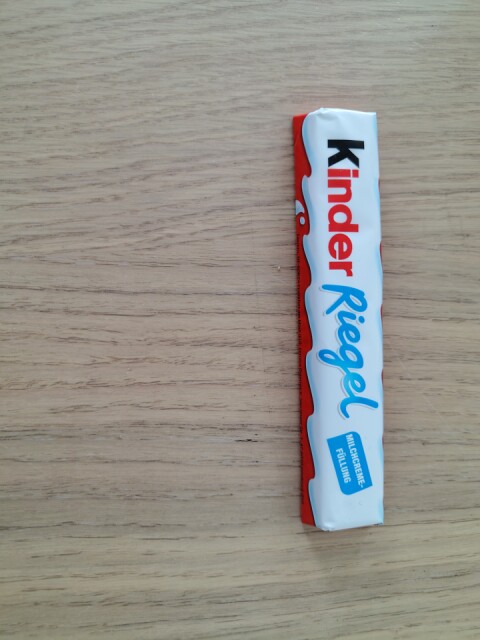 Kinder
Riegel
MILCHCREME-
FÜLLUNG